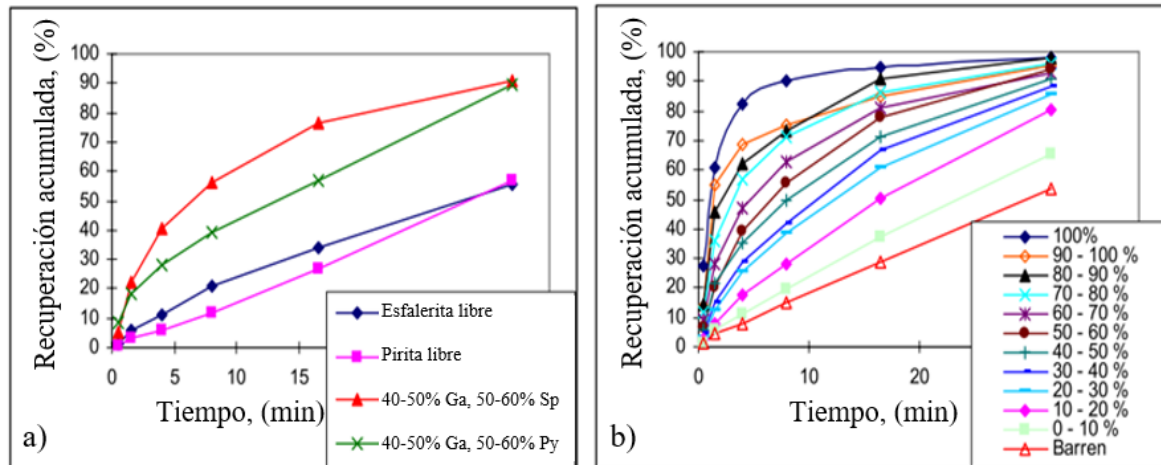 Recuperación acumulada, (%)
100
90
80
70
60
50
40
30
20
10
0
0 5 10 15
Tiempo, (min)
Esfalerita libre
Pirita libre
40-50% Ga, 50-60% Sp
40-50% Ga, 50-60% Py
a)
Recuperación acumulada, (%)
100
90
80
70
60
50
40
30
20
10
0
0 10 20
Tiempo, (min)
100%
90 - 100 %
80 - 90 %
70 - 80 %
60 - 70 %
50 - 60 %
40 - 50 %
30 - 40 %
20 - 30 %
10 - 20 %
0 - 10 %
Barren
b)